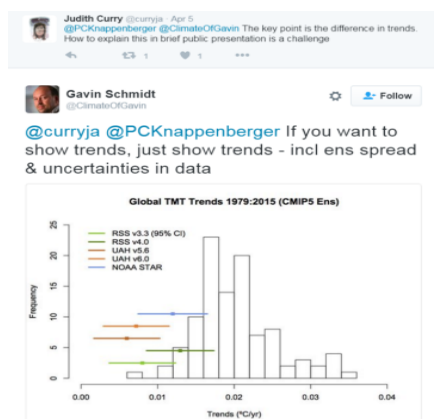 Judith Curry @curryja · Apr 5
@PCKnappenberger @ClimateOfGavin The key point is the difference in trends.
How to explain this in brief public presentation is a challenge
1 1
Gavin Schmidt
@ClimateOfGavin
Follow
@curryja @PCKnappenberger If you want to
show trends, just show trends - incl ens spread
& uncertainties in data
Global TMT Trends 1979:2015 (CMIP5 Ens)
RSS v3.3 (95% CI)
RSS v4.0
UAH v5.6
UAH v6.0
NOAA STAR
Frequency
25
20
15
10
5
0
0.00 0.01 0.02 0.03 0.04
Trends (ºC/yr)